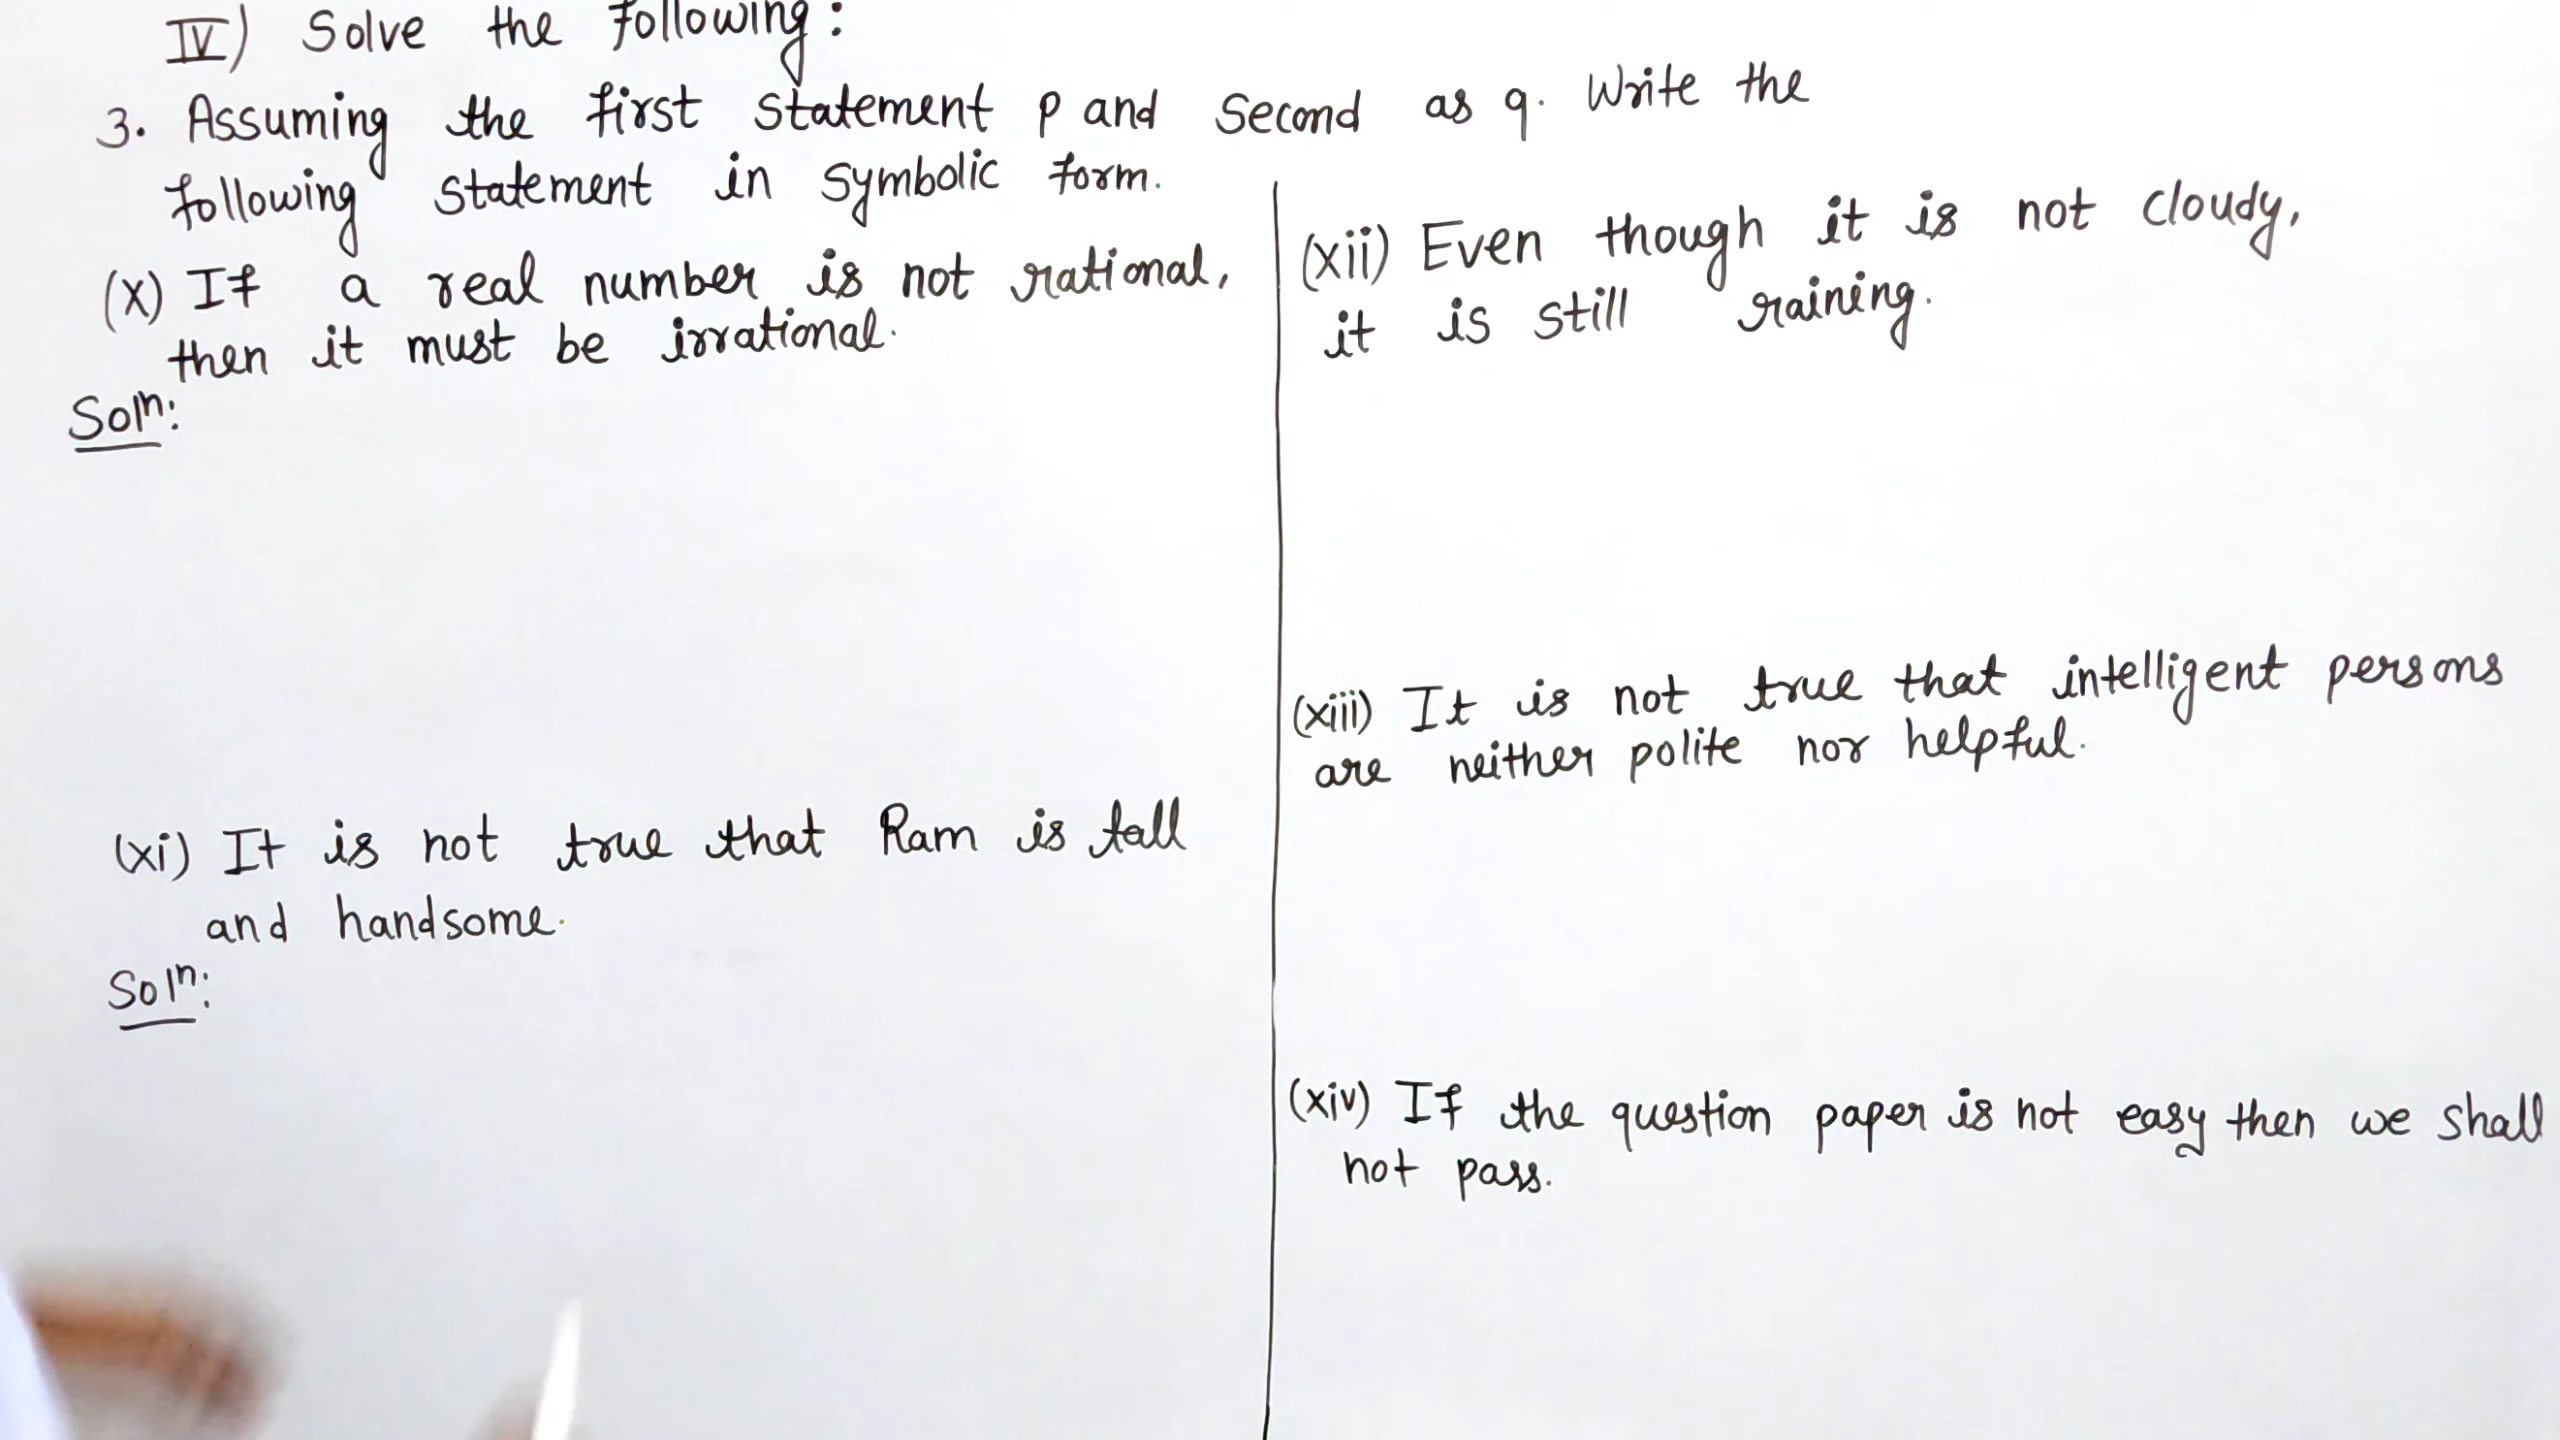 IV) Solve the following:
3. Assuming the first statement p and second as q. Write the
following statement in symbolic form.
(x) If a real number is not rational,
then it must be irrational.
Solⁿ:
(xi) It is not true that Ram is tall
and handsome.
Solⁿ:
(xii) Even though it is not cloudy,
it is still raining.
(xiii) It is not true that intelligent persons
are neither polite nor helpful.
(xiv) If the question paper is not easy then we shall
not pass.